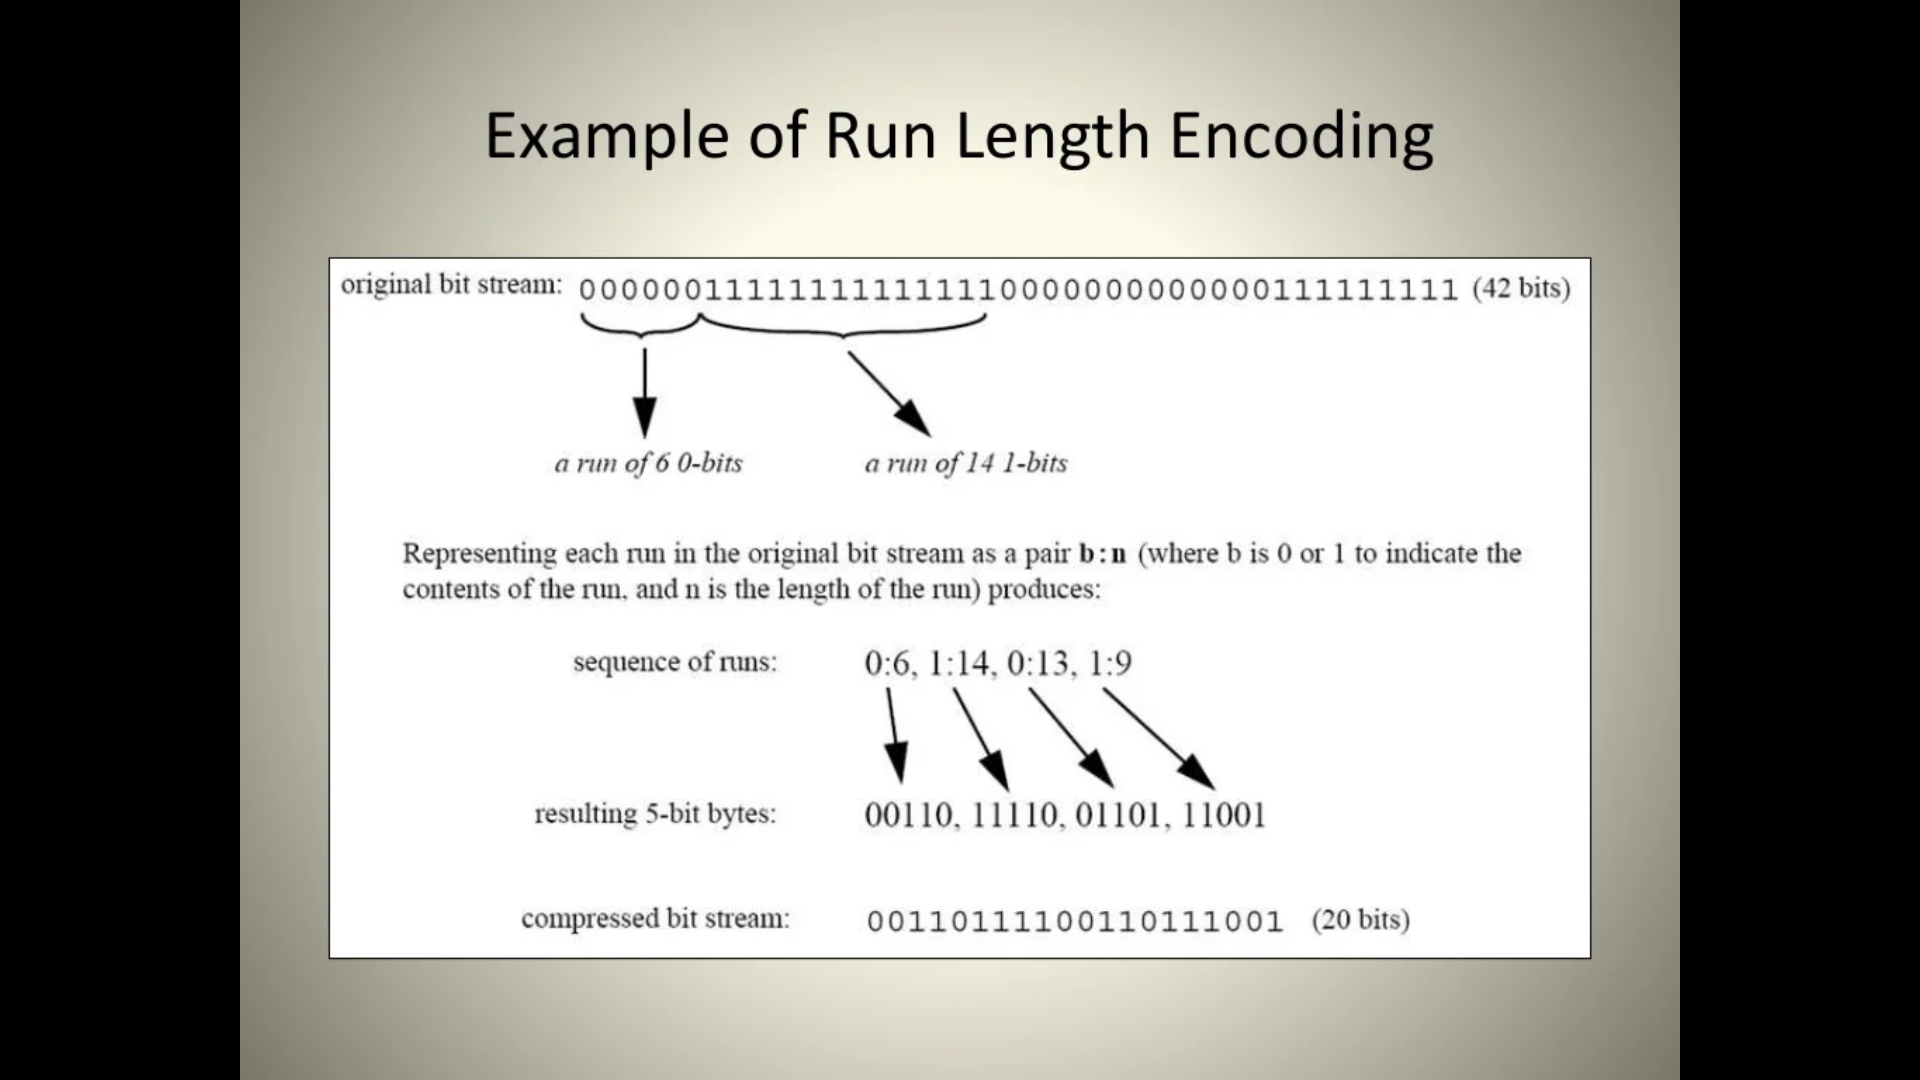 Example of Run Length Encoding
original bit stream: 000000111111111111110000000000000111111111 (42 bits)
a run of 6 0-bits a run of 14 1-bits
Representing each run in the original bit stream as a pair b:n (where b is 0 or 1 to indicate the
contents of the run, and n is the length of the run) produces:
sequence of runs: 0:6, 1:14, 0:13, 1:9
resulting 5-bit bytes: 00110, 11110, 01101, 11001
compressed bit stream: 00110111100110111001 (20 bits)